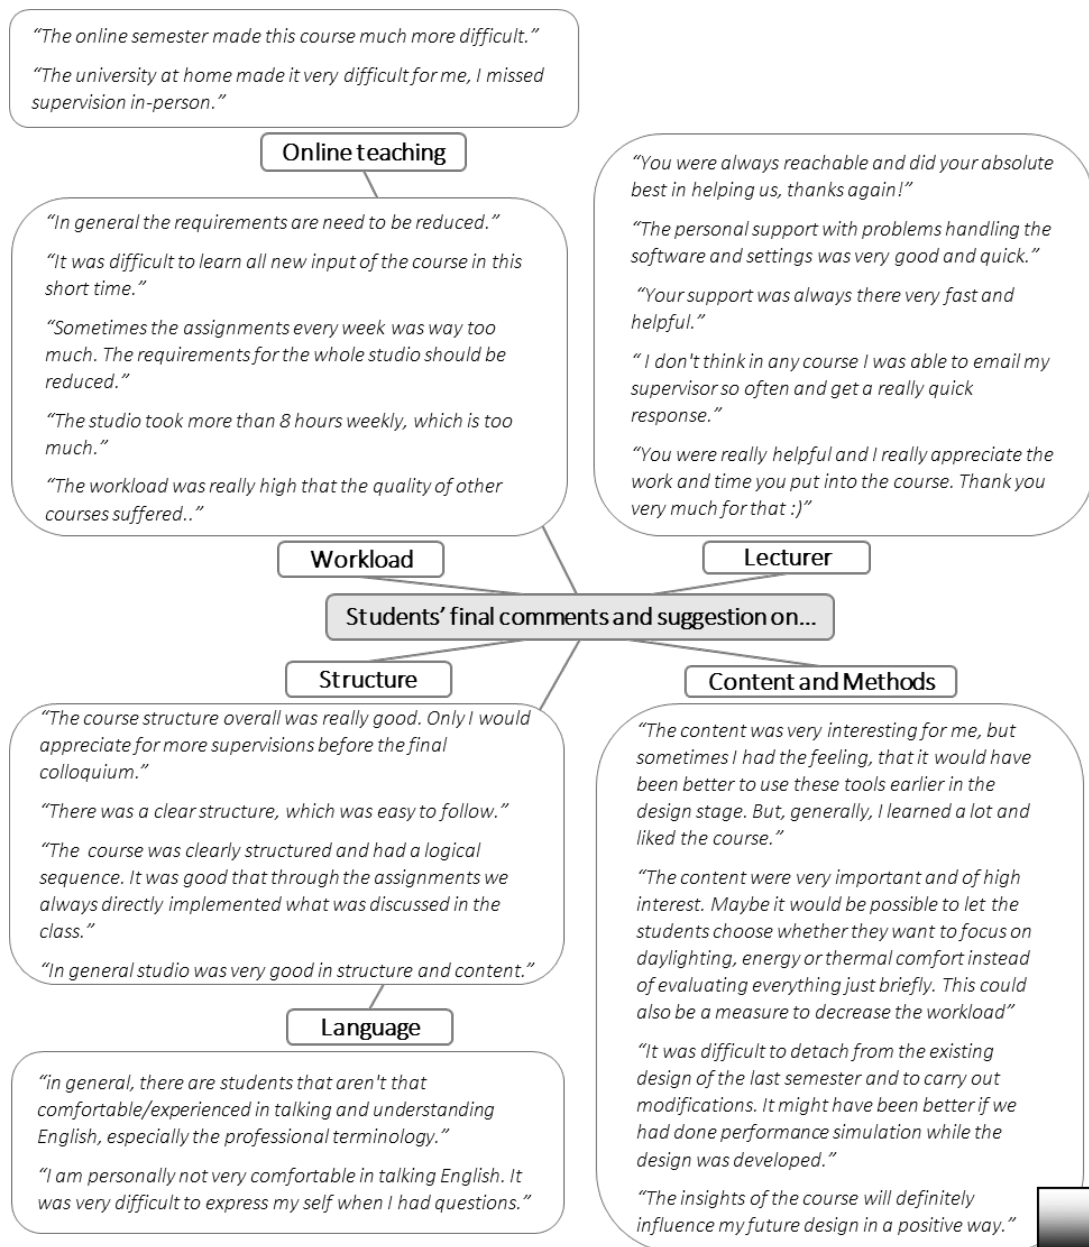 “The online semester made this course much more difficult.”
“The university at home made it very difficult for me, I missed
supervision in-person.”
Online teaching
“In general the requirements are need to be reduced.”
“It was difficult to learn all new input of the course in this
short time.”
“Sometimes the assignments every week was way too
much. The requirements for the whole studio should be
reduced.”
“The studio took more than 8 hours weekly, which is too
much.”
“The workload was really high that the quality of other
courses suffered..”
Workload
“You were always reachable and did your absolute
best in helping us, thanks again!”
“The personal support with problems handling the
software and settings was very good and quick.”
“Your support was always there very fast and
helpful.”
“ I don't think in any course I was able to email my
supervisor so often and get a really quick
response.”
“You were really helpful and I really appreciate the
work and time you put into the course. Thank you
very much for that :)”
Lecturer
Students’ final comments and suggestion on...
Structure
“The course structure overall was really good. Only I would
appreciate for more supervisions before the final
colloquium.”
“There was a clear structure, which was easy to follow.”
“The course was clearly structured and had a logical
sequence. It was good that through the assignments we
always directly implemented what was discussed in the
class.”
“In general studio was very good in structure and content.”
Language
“in general, there are students that aren't that
comfortable/experienced in talking and understanding
English, especially the professional terminology.”
“I am personally not very comfortable in talking English. It
was very difficult to express my self when I had questions.”
Content and Methods
“The content was very interesting for me, but
sometimes I had the feeling, that it would have
been better to use these tools earlier in the
design stage. But, generally, I learned a lot and
liked the course.”
“The content were very important and of high
interest. Maybe it would be possible to let the
students choose whether they want to focus on
daylighting, energy or thermal comfort instead
of evaluating everything just briefly. This could
also be a measure to decrease the workload”
“It was difficult to detach from the existing
design of the last semester and to carry out
modifications. It might have been better if we
had done performance simulation while the
design was developed.”
“The insights of the course will definitely
influence my future design in a positive way.”